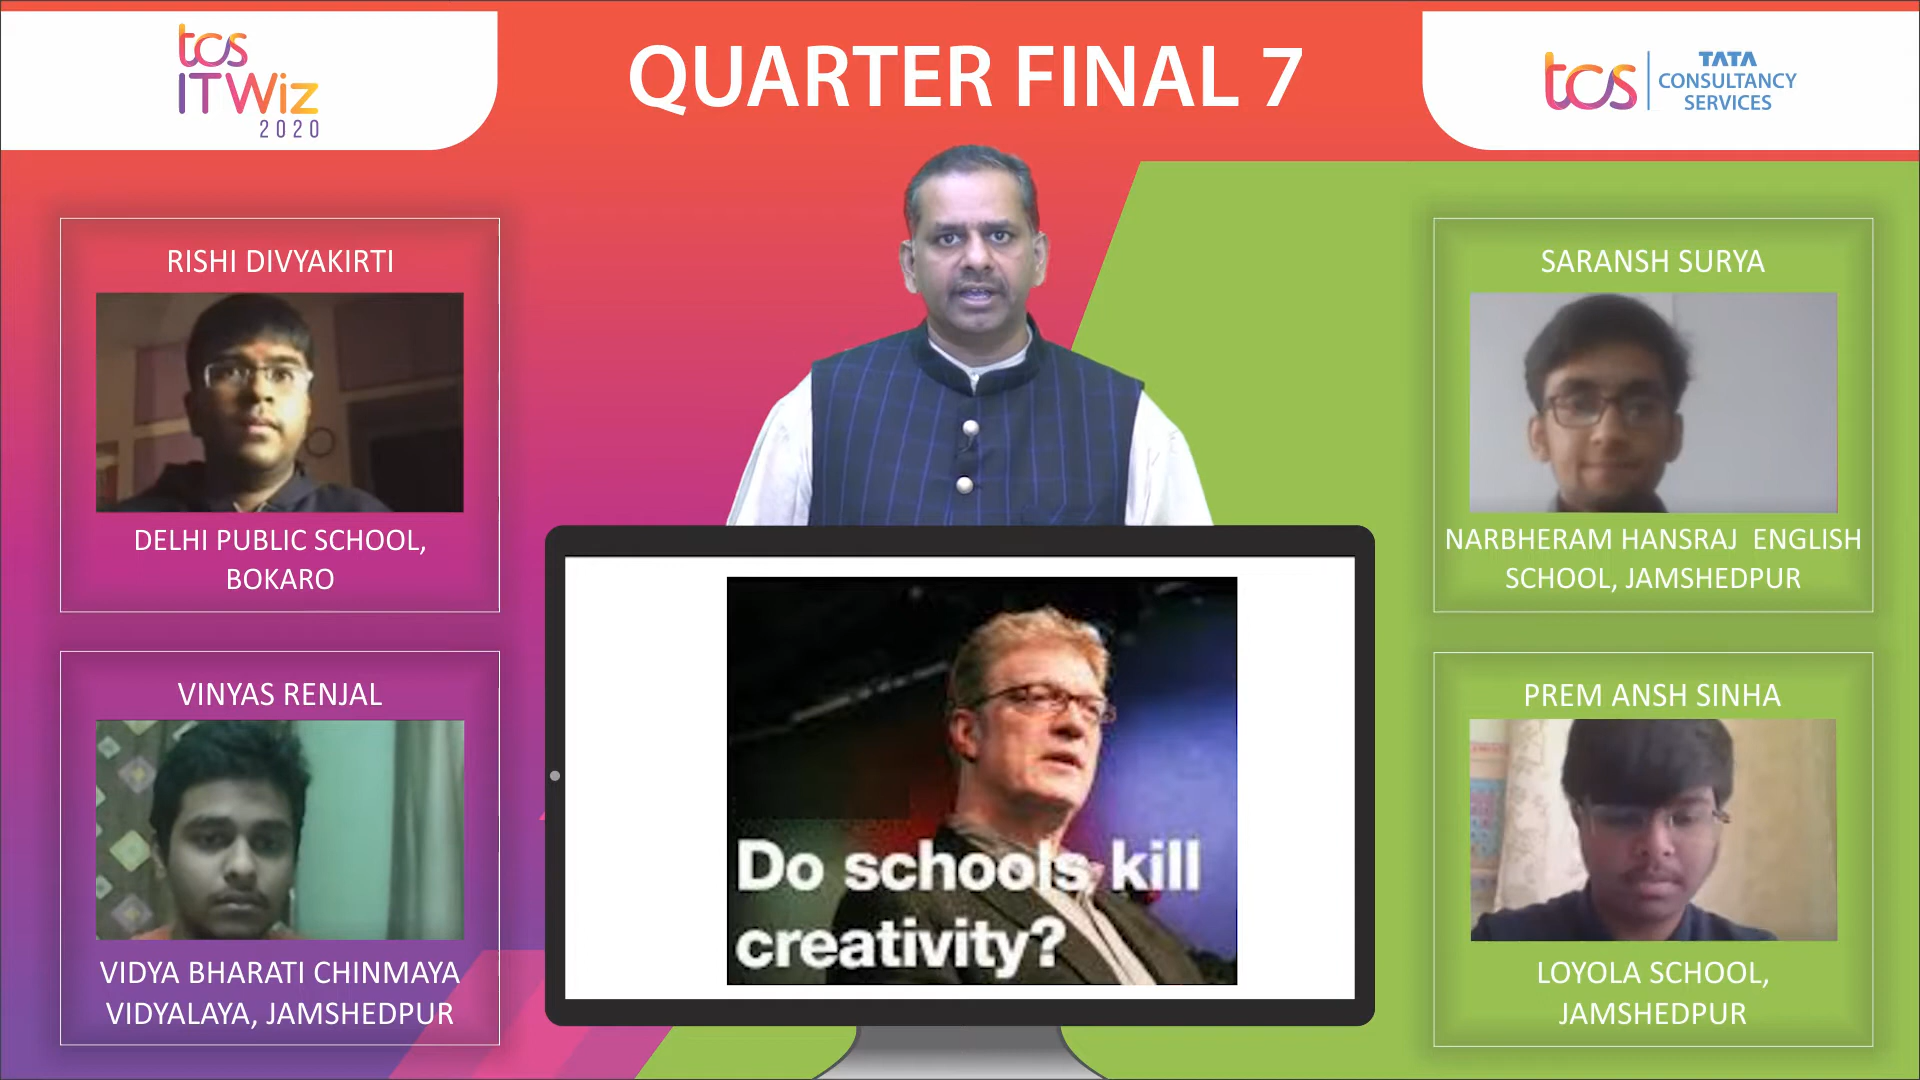 tcs
ITWiz
2020
QUARTER FINAL 7
tcs
TATA
CONSULTANCY
SERVICES
RISHI DIVYAKIRTI
DELHI PUBLIC SCHOOL,
BOKARO
SARANSH SURYA
NARBHERAM HANSRAJ ENGLISH
SCHOOL, JAMSHEDPUR
VINYAS RENJAL
VIDYA BHARATI CHINMAYA
VIDYALAYA, JAMSHEDPUR
Do schools kill
creativity?
PREM ANSH SINHA
LOYOLA SCHOOL,
JAMSHEDPUR